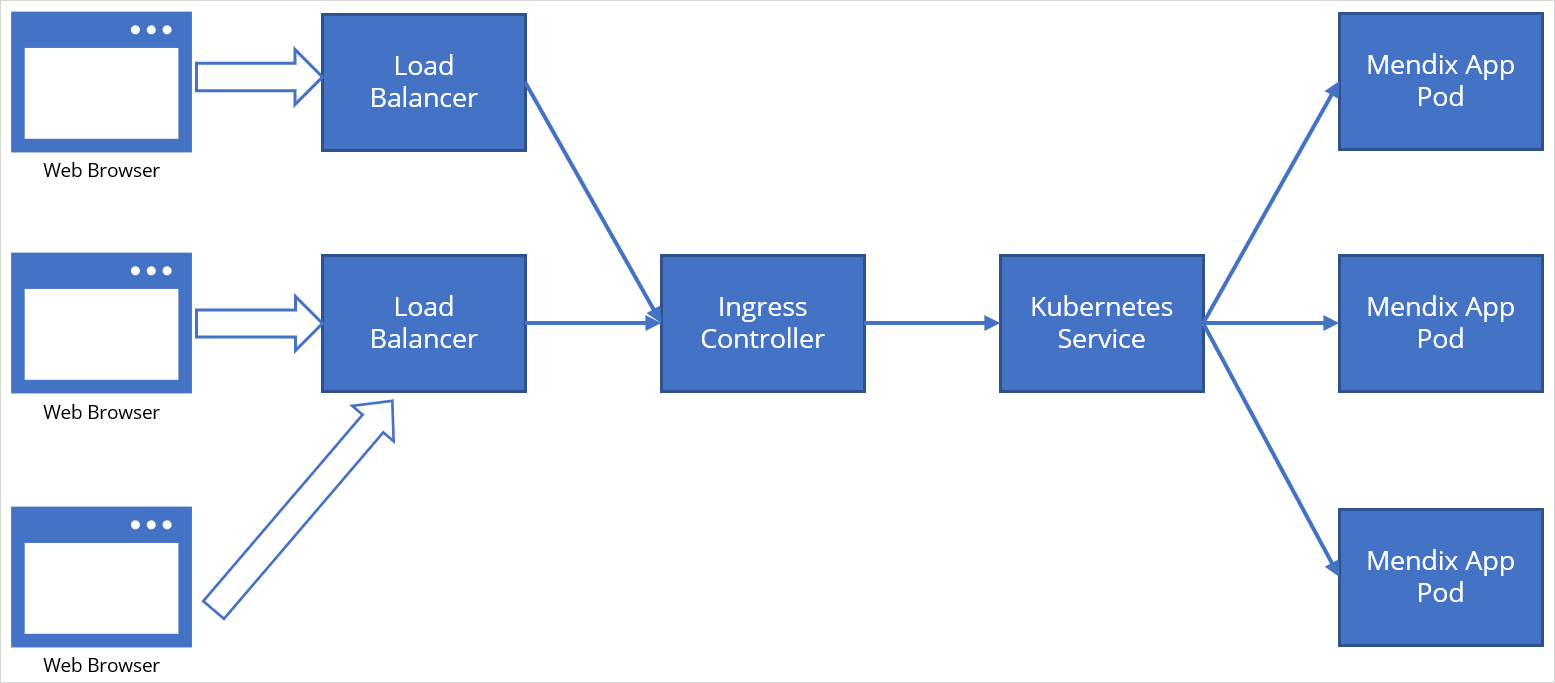 Load
Balancer
Mendix App
Pod
Web Browser
Load
Balancer
Ingress
Controller
Kubernetes
Service
Mendix App
Pod
Web Browser
Mendix App
Pod
Web Browser